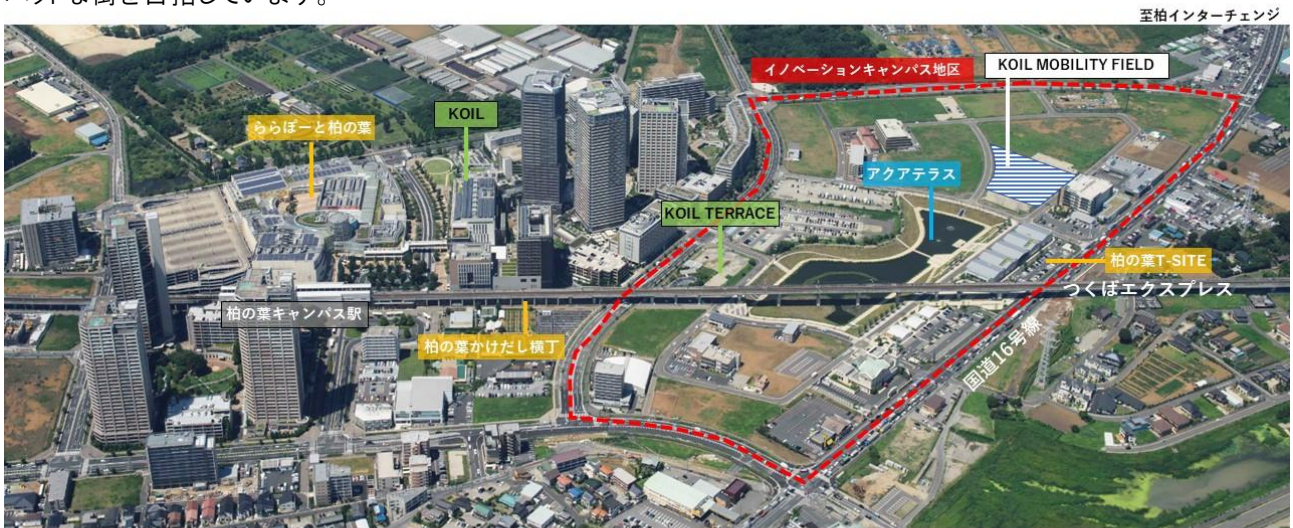 至柏インターチェンジ
イノベーションキャンパス地区
KOIL MOBILITY FIELD
KOIL
ららぽーと柏の葉
アクアテラス
KOIL TERRACE
柏の葉T-SITE
つくばエクスプレス
柏の葉キャンパス駅
柏の葉かけだし横丁
国道16号線